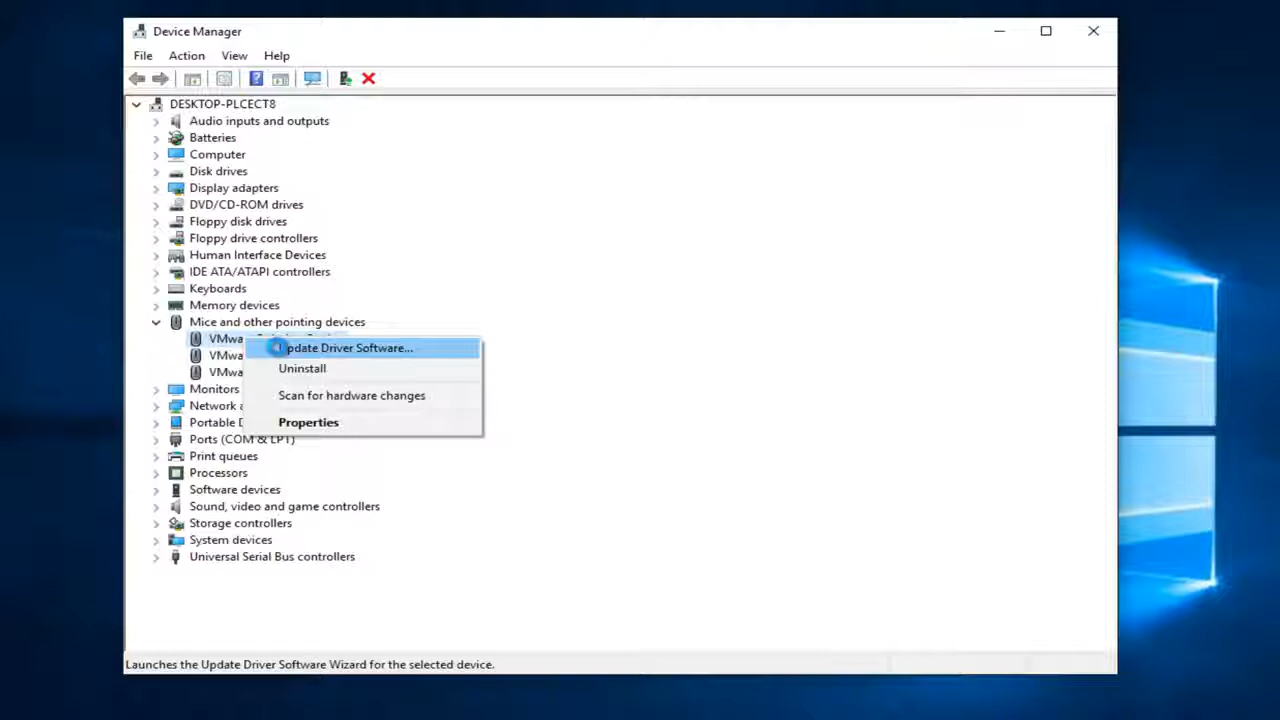 Device Manager
File Action View Help
DESKTOP-PLCECT8
Audio inputs and outputs
Batteries
Computer
Disk drives
Display adapters
DVD/CD-ROM drives
Floppy disk drives
Floppy drive controllers
Human Interface Devices
IDE ATA/ATAPI controllers
Keyboards
Memory devices
Mice and other pointing devices
VMwa
Update Driver Software...
VMwa
Uninstall
VMwa
Monitors
Scan for hardware changes
Network a
Portable D
Properties
Ports (COM & LPT)
Print queues
Processors
Software devices
Sound, video and game controllers
Storage controllers
System devices
Universal Serial Bus controllers
Launches the Update Driver Software Wizard for the selected device.